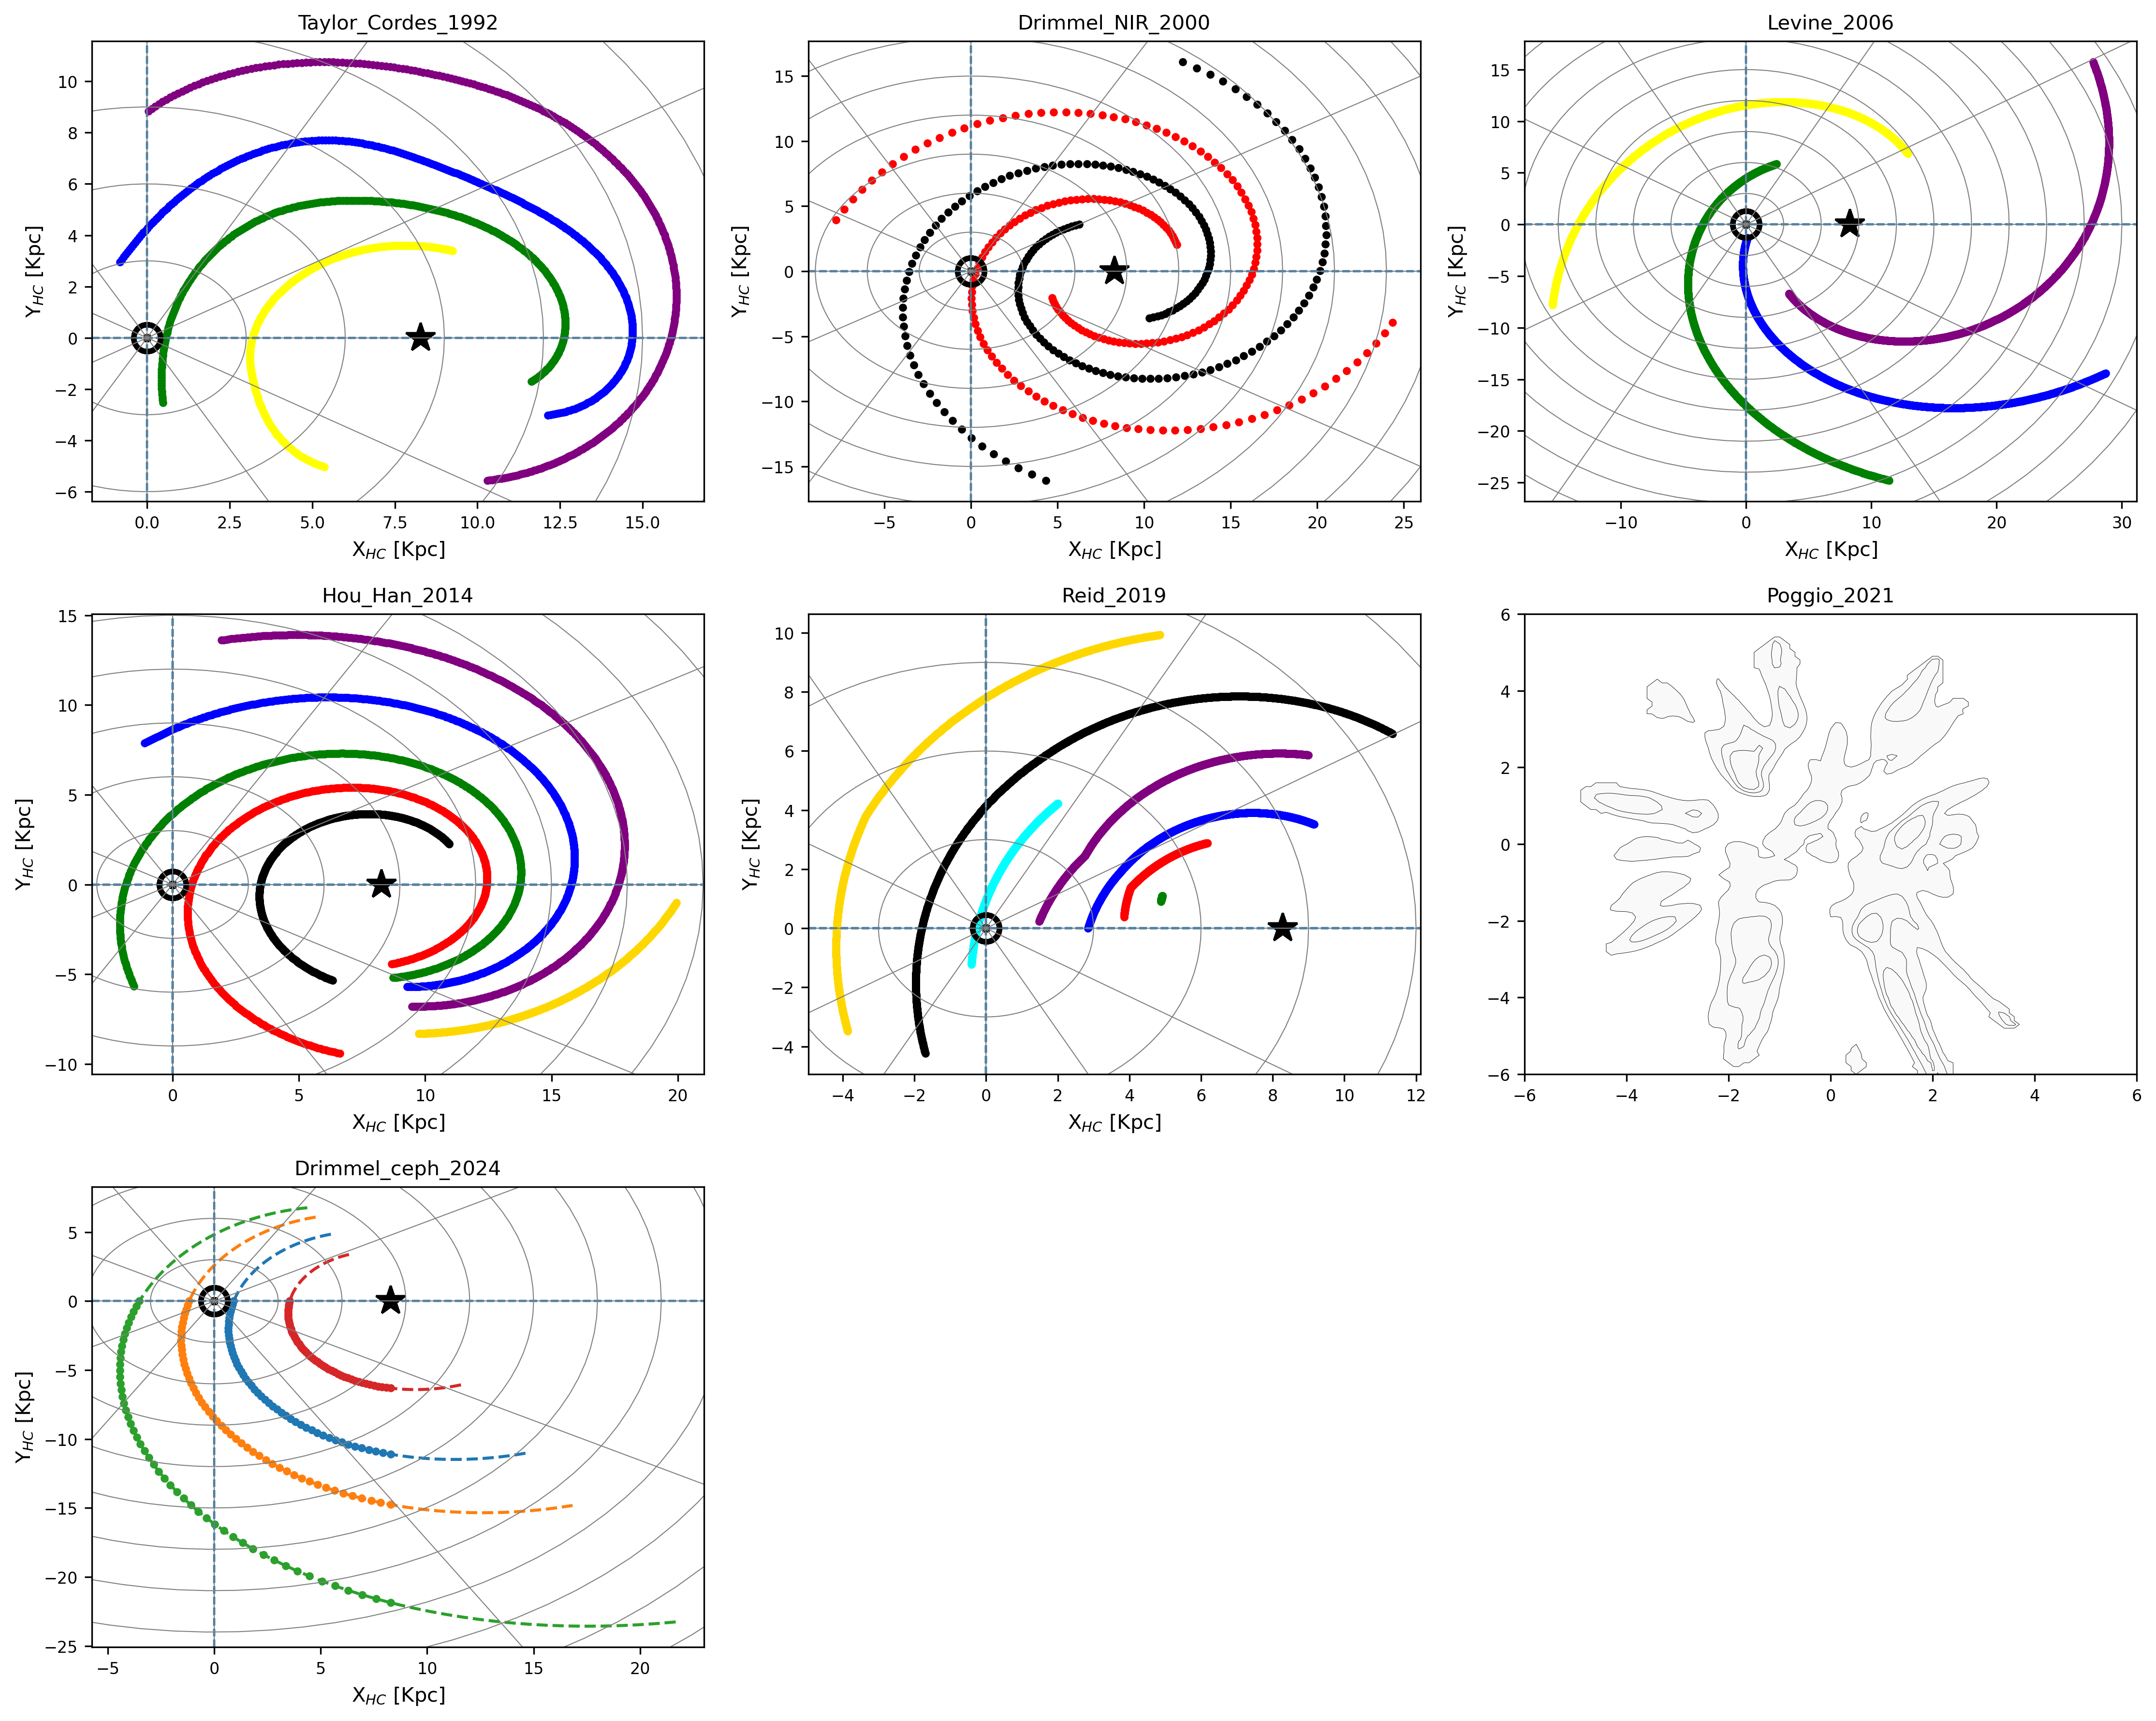 Taylor_Cordes_1992
10
8
6
4
2
0
−2
−4
−6
Y_HC [Kpc]
0.0 2.5 5.0 7.5 10.0 12.5 15.0
X_HC [Kpc]
Drimmel_NIR_2000
15
10
5
0
−5
−10
−15
Y_HC [Kpc]
−5 0 5 10 15 20 25
X_HC [Kpc]
Levine_2006
15
10
5
0
−5
−10
−15
−20
−25
Y_HC [Kpc]
−10 0 10 20 30
X_HC [Kpc]
Hou_Han_2014
15
10
5
0
−5
−10
Y_HC [Kpc]
0 5 10 15 20
X_HC [Kpc]
Reid_2019
10
8
6
4
2
0
−2
−4
Y_HC [Kpc]
−4 −2 0 2 4 6 8 10 12
X_HC [Kpc]
Poggio_2021
6
4
2
0
−2
−4
−6
−6 −4 −2 0 2 4 6
Drimmel_ceph_2024
5
0
−5
−10
−15
−20
−25
Y_HC [Kpc]
−5 0 5 10 15 20
X_HC [Kpc]